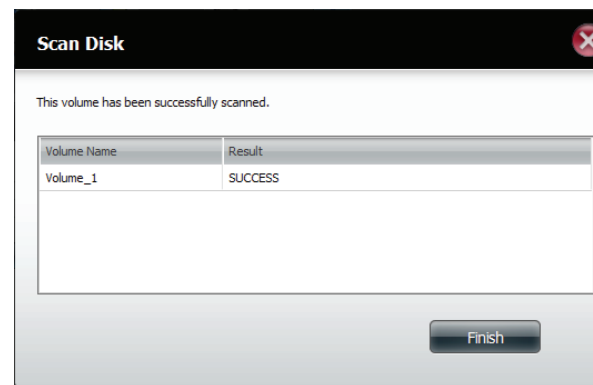 Scan Disk
This volume has been successfully scanned.
Volume Name Result
Volume_1 SUCCESS
Finish